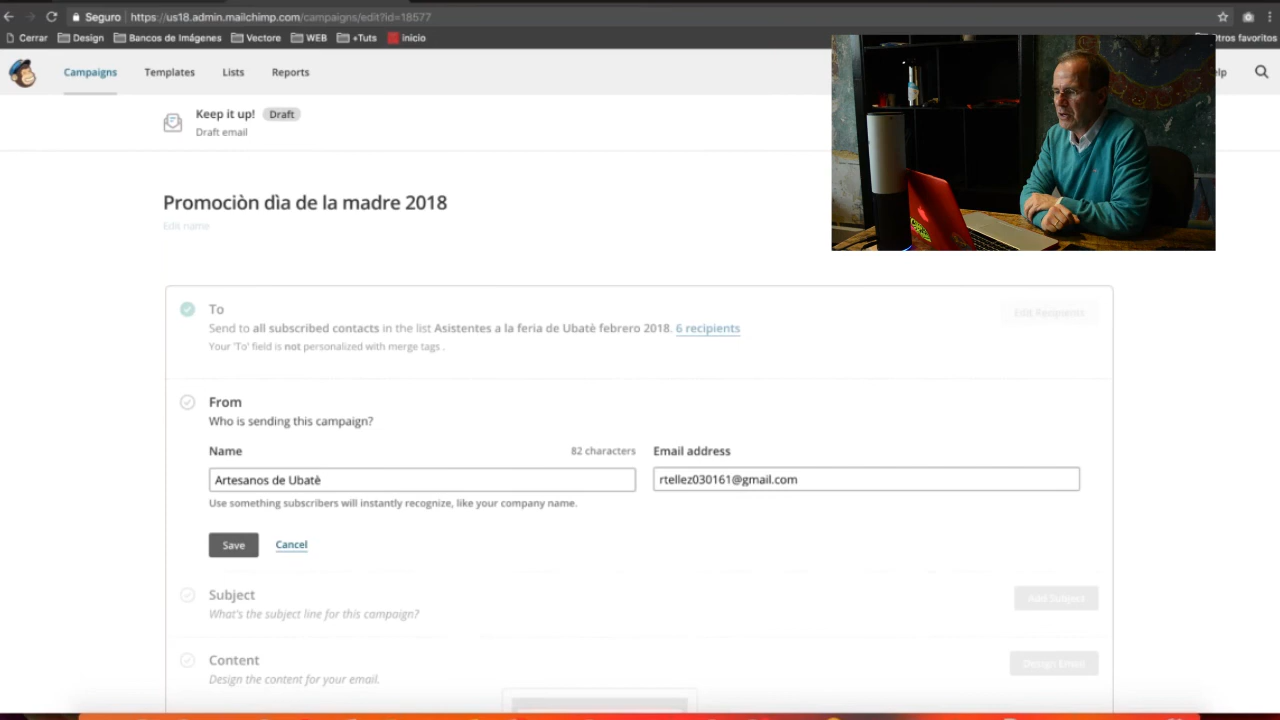 Seguro https://us18.admin.mailchimp.com/campaigns/edit?id=18577
Cerrar Design Bancos de Imágenes Vectore WEB +Tuts Inicio Otros favoritos
Campaigns Templates Lists Reports
Keep it up! Draft
Draft email
Promociòn dìa de la madre 2018
Edit name
To
Edit Recipients
Send to all subscribed contacts in the list Asistentes a la feria de Ubatè febrero 2018. 6 recipients
Your 'To' field is not personalized with merge tags .
From
Who is sending this campaign?
Name 82 characters Email address
Artesanos de Ubatè rtellez030161@gmail.com
Use something subscribers will instantly recognize, like your company name.
Save Cancel
Subject
Add Subject
What's the subject line for this campaign?
Content
Design Email
Design the content for your email.